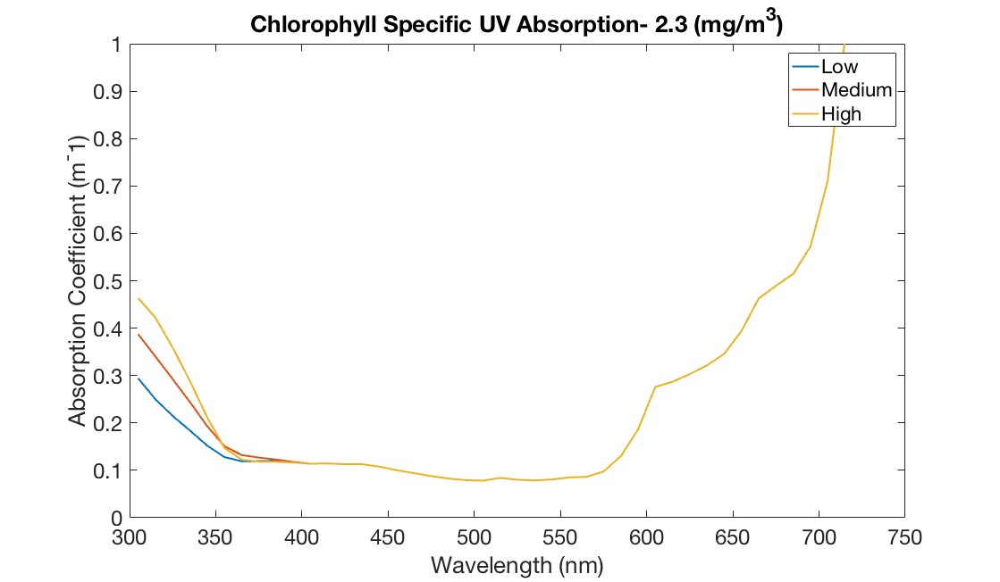 Chlorophyll Specific UV Absorption- 2.3 (mg/m³)
1
0.9
0.8
0.7
0.6
0.5
0.4
0.3
0.2
0.1
0
Absorption Coefficient (m⁻1)
Low
Medium
High
300 350 400 450 500 550 600 650 700 750
Wavelength (nm)